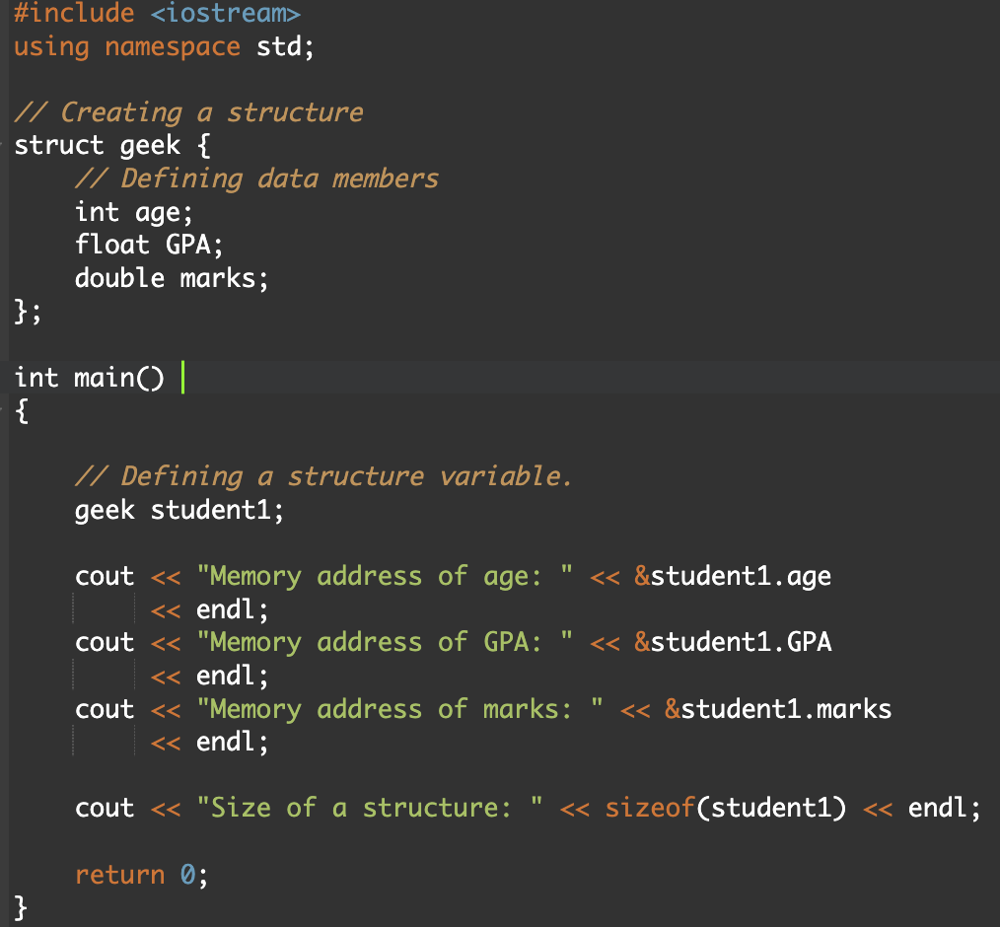 #include <iostream>
using namespace std;
// Creating a structure
struct geek {
// Defining data members
int age;
float GPA;
double marks;
};
int main()
{
// Defining a structure variable.
geek student1;
cout << "Memory address of age: " << &student1.age
<< endl;
cout << "Memory address of GPA: " << &student1.GPA
<< endl;
cout << "Memory address of marks: " << &student1.marks
<< endl;
cout << "Size of a structure: " << sizeof(student1) << endl;
return 0;
}